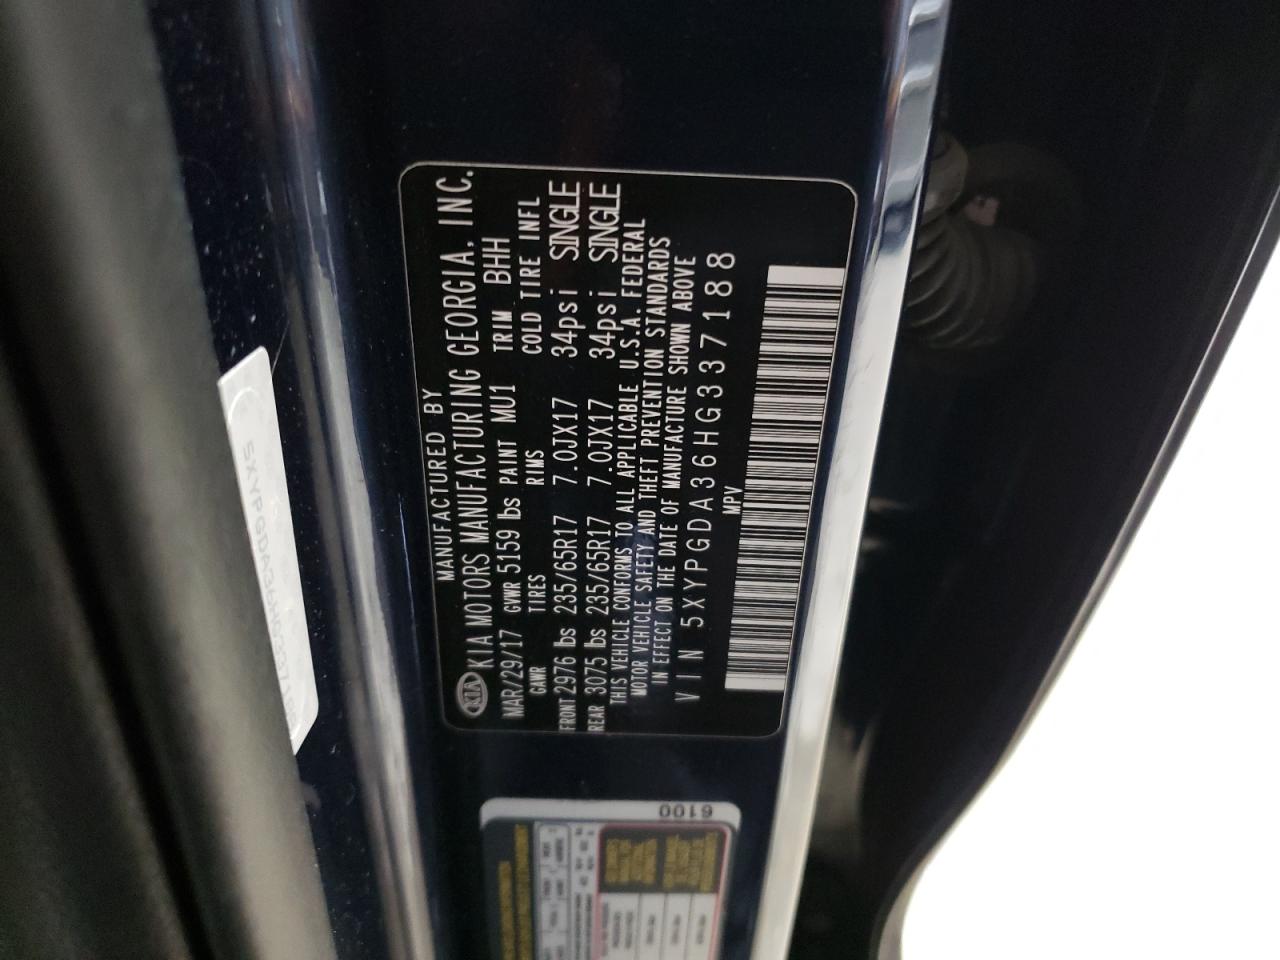 MANUFACTURED BY
KIA KIA MOTORS MANUFACTURING GEORGIA, INC.
MAR/29/17 GVWR 5159 lbs PAINT MU1 TRIM BHH
GAWR TIRES RIMS COLD TIRE INFL
FRONT 2976 lbs 235/65R17 7.0JX17 34psi SINGLE
REAR 3075 lbs 235/65R17 7.0JX17 34psi SINGLE
THIS VEHICLE CONFORMS TO ALL APPLICABLE U.S.A. FEDERAL
MOTOR VEHICLE SAFETY AND THEFT PREVENTION STANDARDS
IN EFFECT ON THE DATE OF MANUFACTURE SHOWN ABOVE
VIN 5XYPGDA36HG337188
MPV
5XYPGDA36HG337188
6100